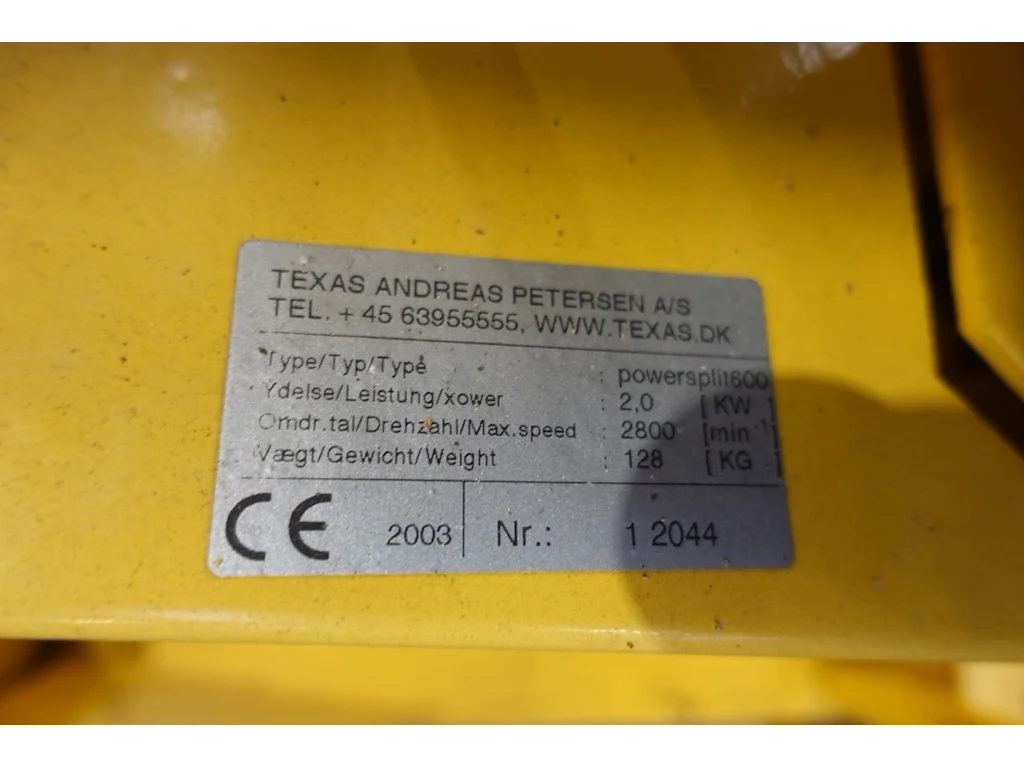 TEXAS ANDREAS PETERSEN A/S
TEL. + 45 63955555, WWW.TEXAS.DK
Type/Typ/Type : powersplit600
Ydelse/Leistung/xower : 2,0 [KW]
Omdr.tal/Drehzahl/Max.speed : 2800 [min⁻¹]
Vægt/Gewicht/Weight : 128 [KG]
CE 2003 Nr.: 1 2044